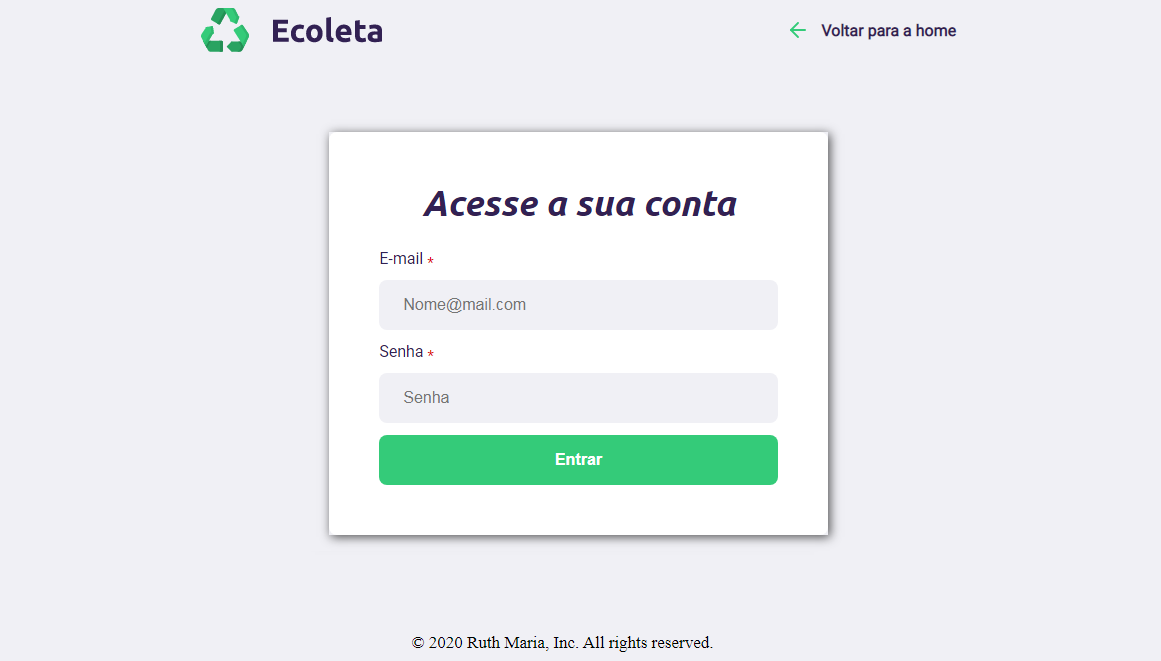 Ecoleta
Voltar para a home
Acesse a sua conta
E-mail *
Nome@mail.com
Senha *
Senha
Entrar
© 2020 Ruth Maria, Inc. All rights reserved.